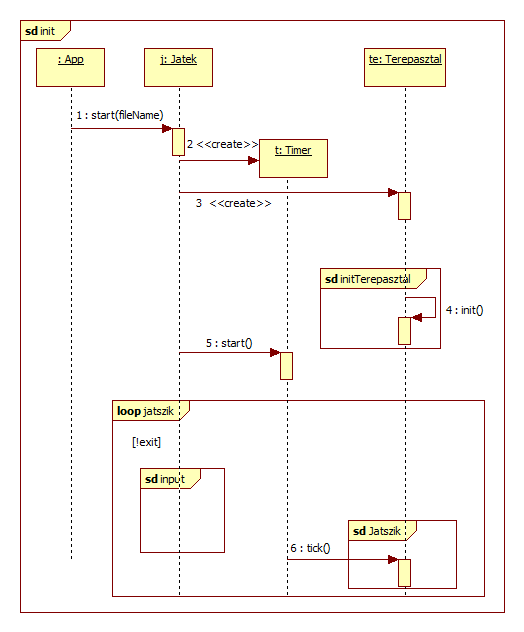 sd init
: App
j: Jatek
te: Terepasztal
1 : start(fileName)
2 <<create>>
t: Timer
3 <<create>>
sd initTerepasztal
4 : init()
5 : start()
loop jatszik
[!exit]
sd input
sd Jatszik
6 : tick()